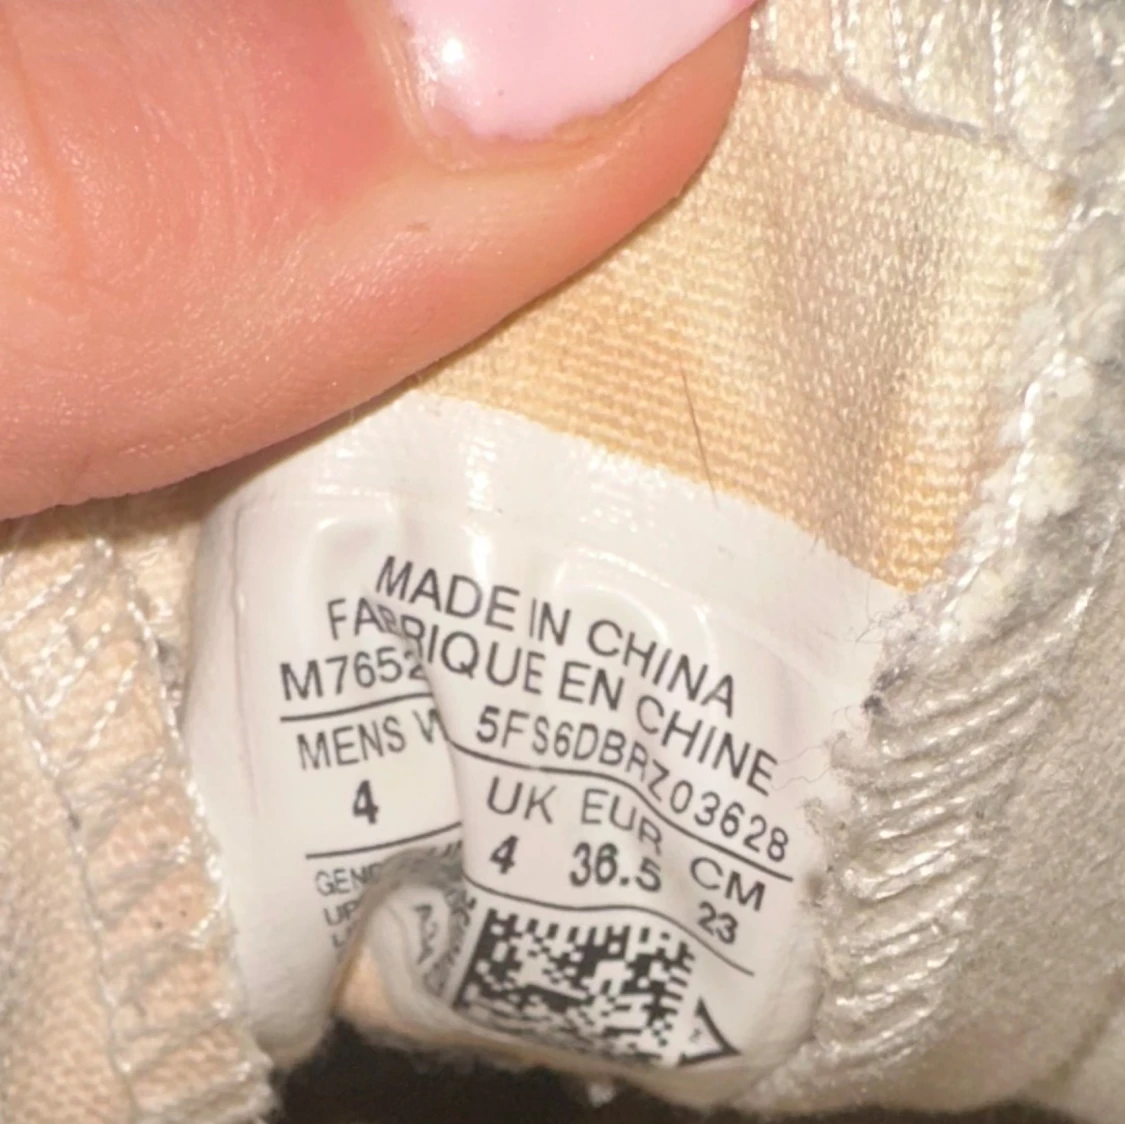 MADE IN CHINA
FABRIQUE EN CHINE
M7652 5FS6DBRZ03628
MENS UK EUR CM
4 4 36.5 23